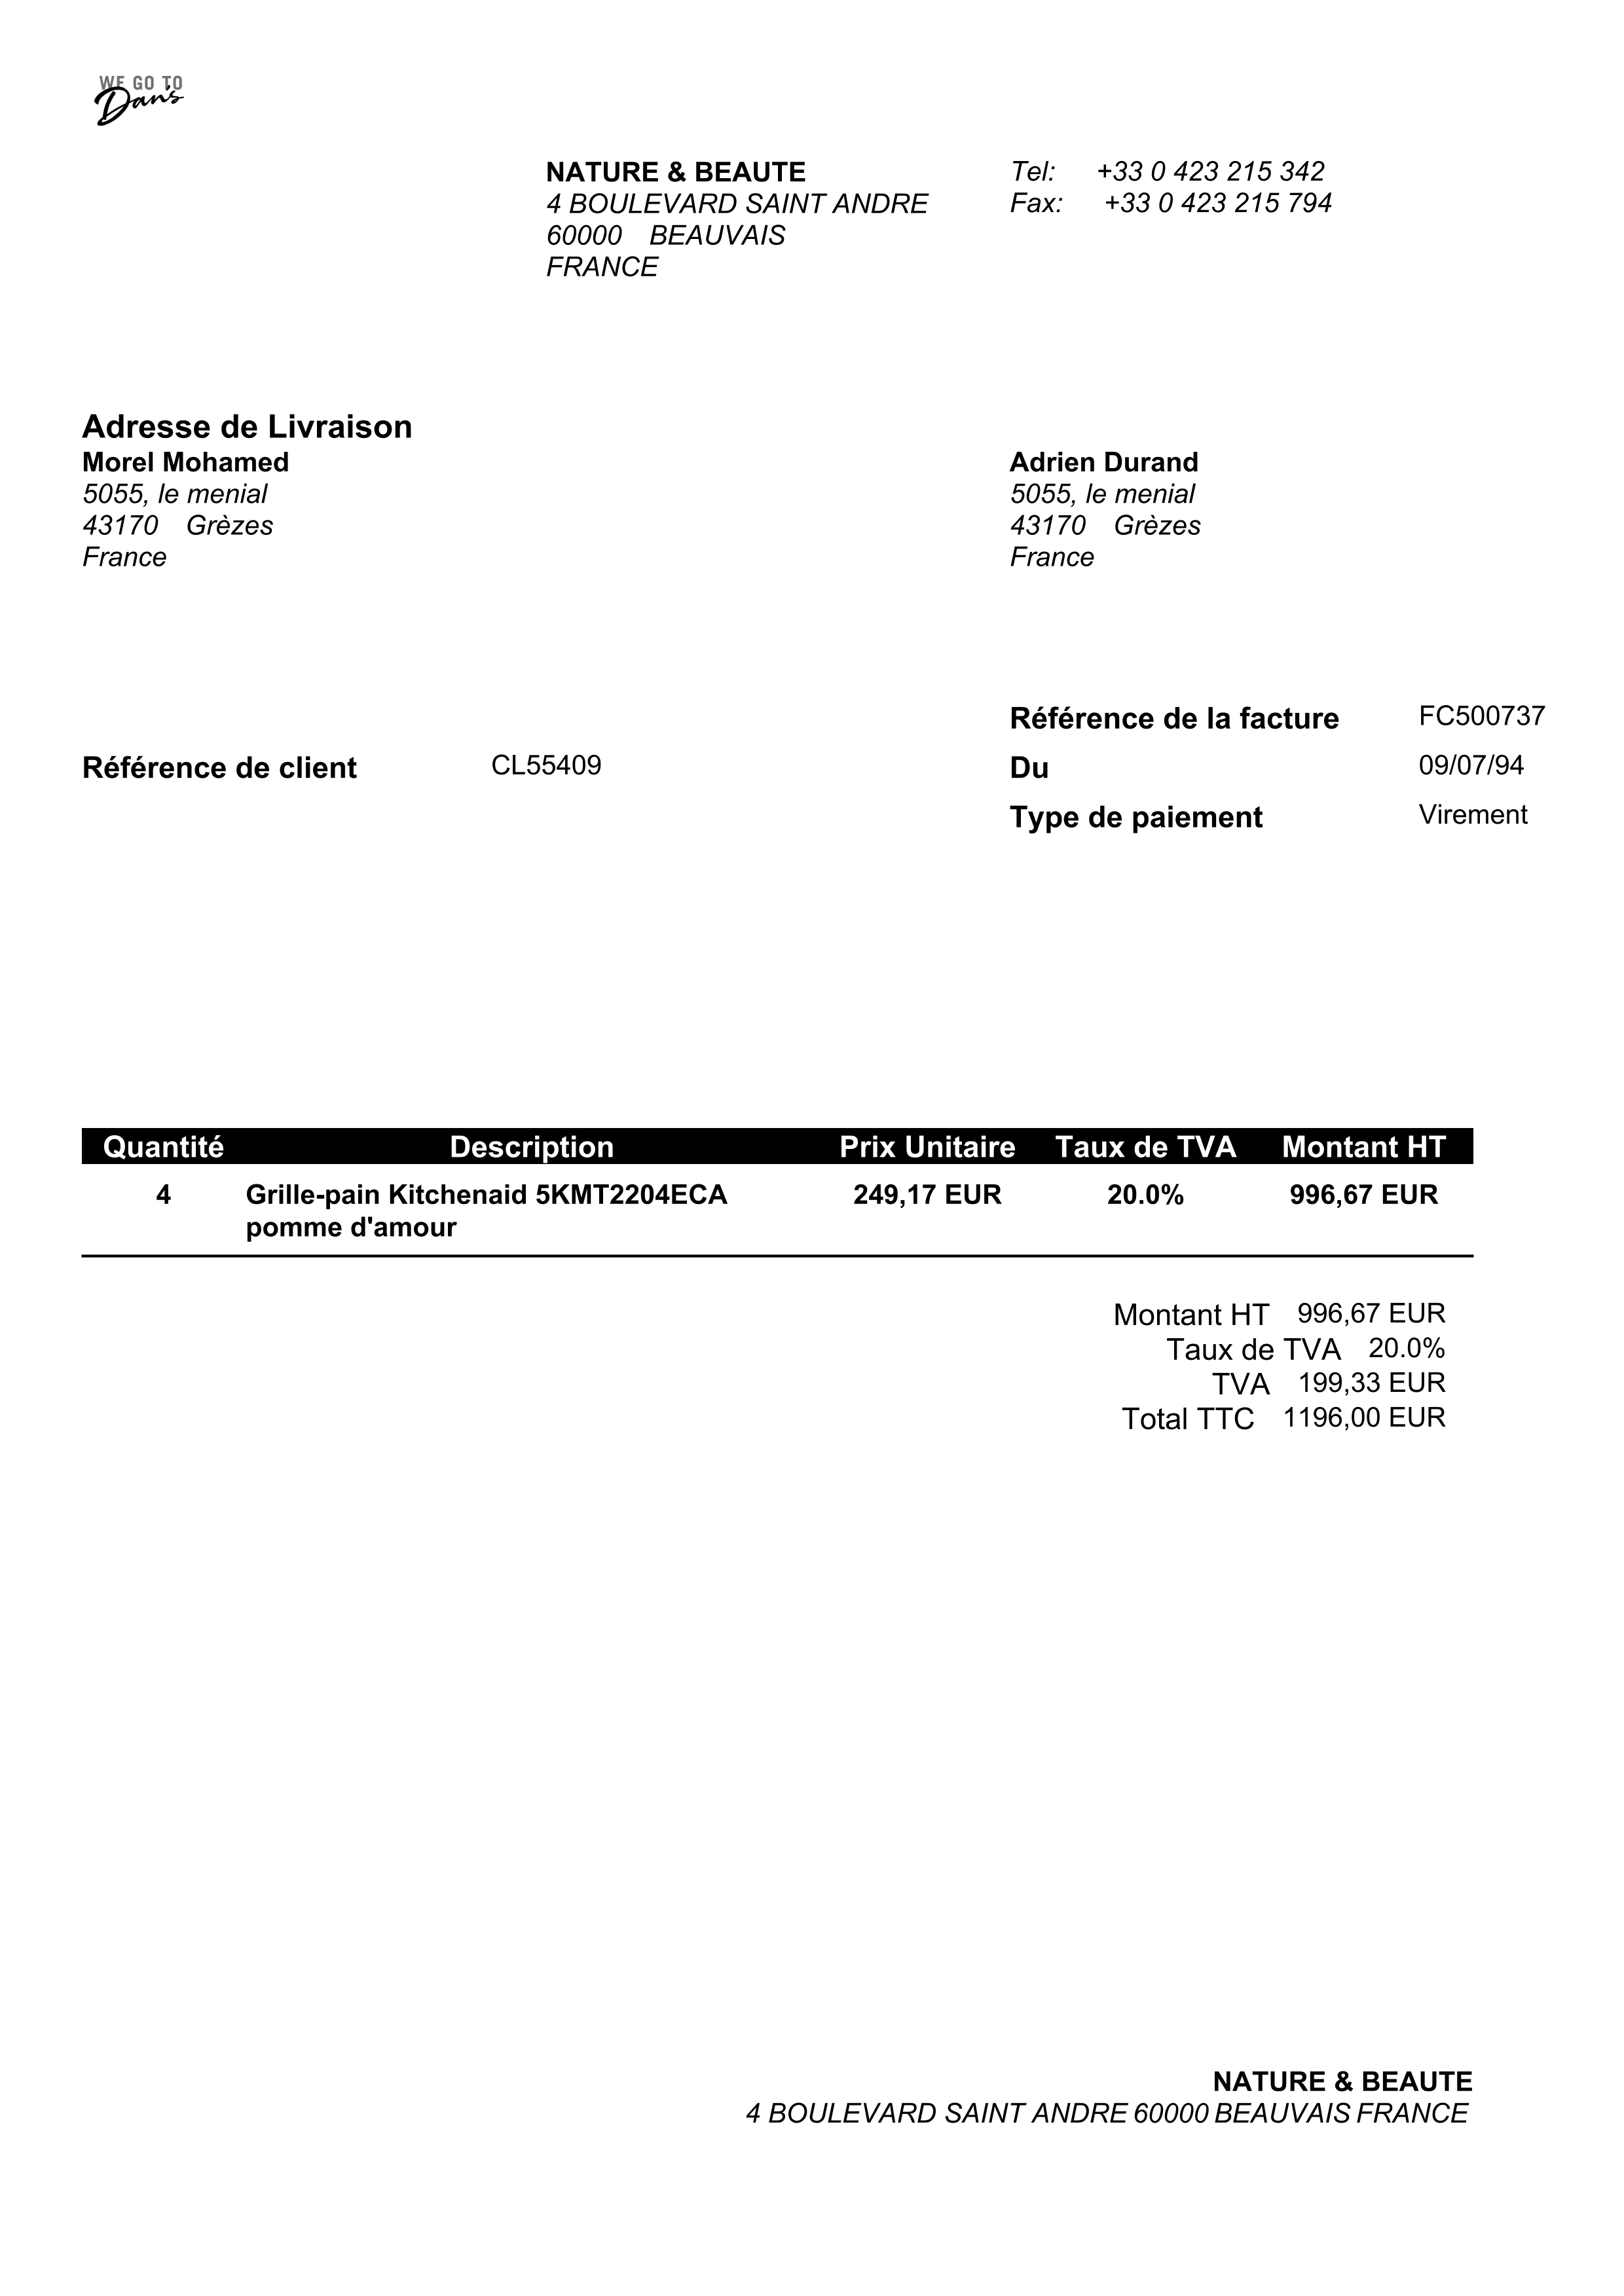 WE GO TO
Dan's
NATURE & BEAUTE
4 BOULEVARD SAINT ANDRE
60000 BEAUVAIS
FRANCE
Tel: +33 0 423 215 342
Fax: +33 0 423 215 794
Adresse de Livraison
Morel Mohamed
5055, le menial
43170 Grèzes
France
Adrien Durand
5055, le menial
43170 Grèzes
France
Référence de client CL55409
Référence de la facture FC500737
Du 09/07/94
Type de paiement Virement
Quantité Description Prix Unitaire Taux de TVA Montant HT
4 Grille-pain Kitchenaid 5KMT2204ECA 249,17 EUR 20.0% 996,67 EUR
pomme d'amour
Montant HT 996,67 EUR
Taux de TVA 20.0%
TVA 199,33 EUR
Total TTC 1196,00 EUR
NATURE & BEAUTE
4 BOULEVARD SAINT ANDRE 60000 BEAUVAIS FRANCE